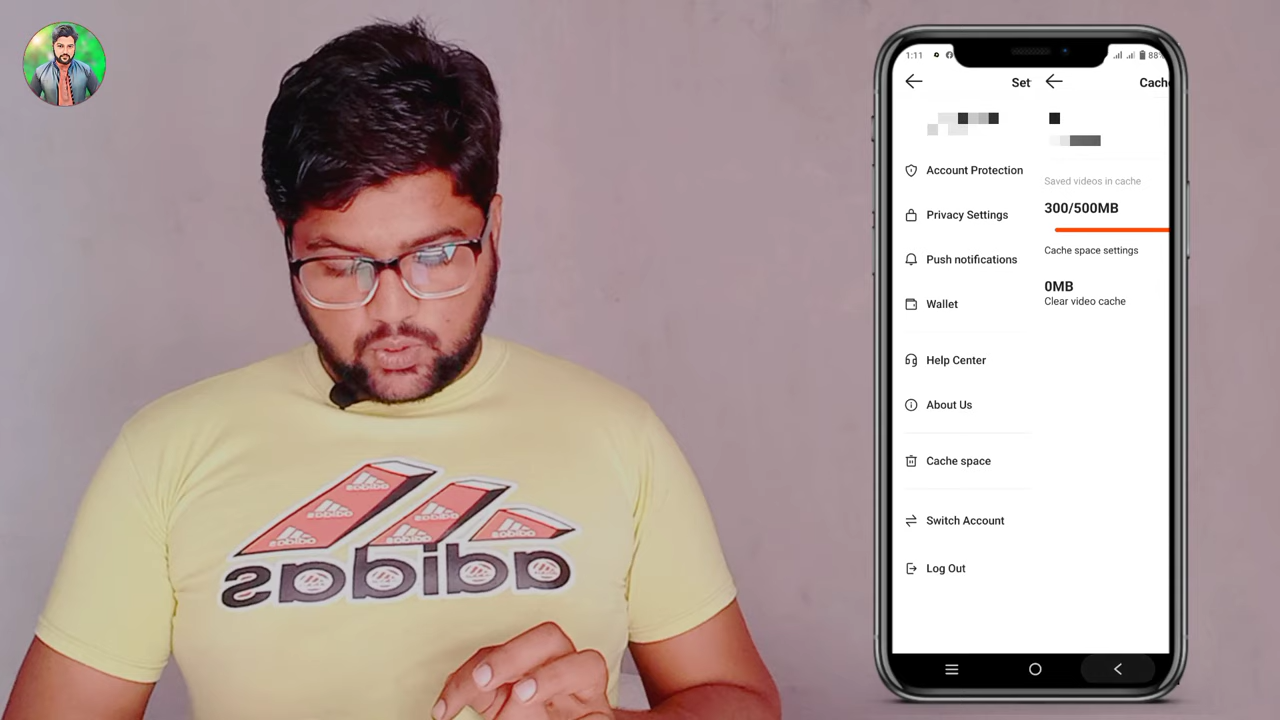 1:11
88%
Set
Cach
Account Protection
Privacy Settings
Push notifications
Wallet
Help Center
About Us
Cache space
Switch Account
Log Out
Saved videos in cache
300/500MB
Cache space settings
0MB
Clear video cache
adidas